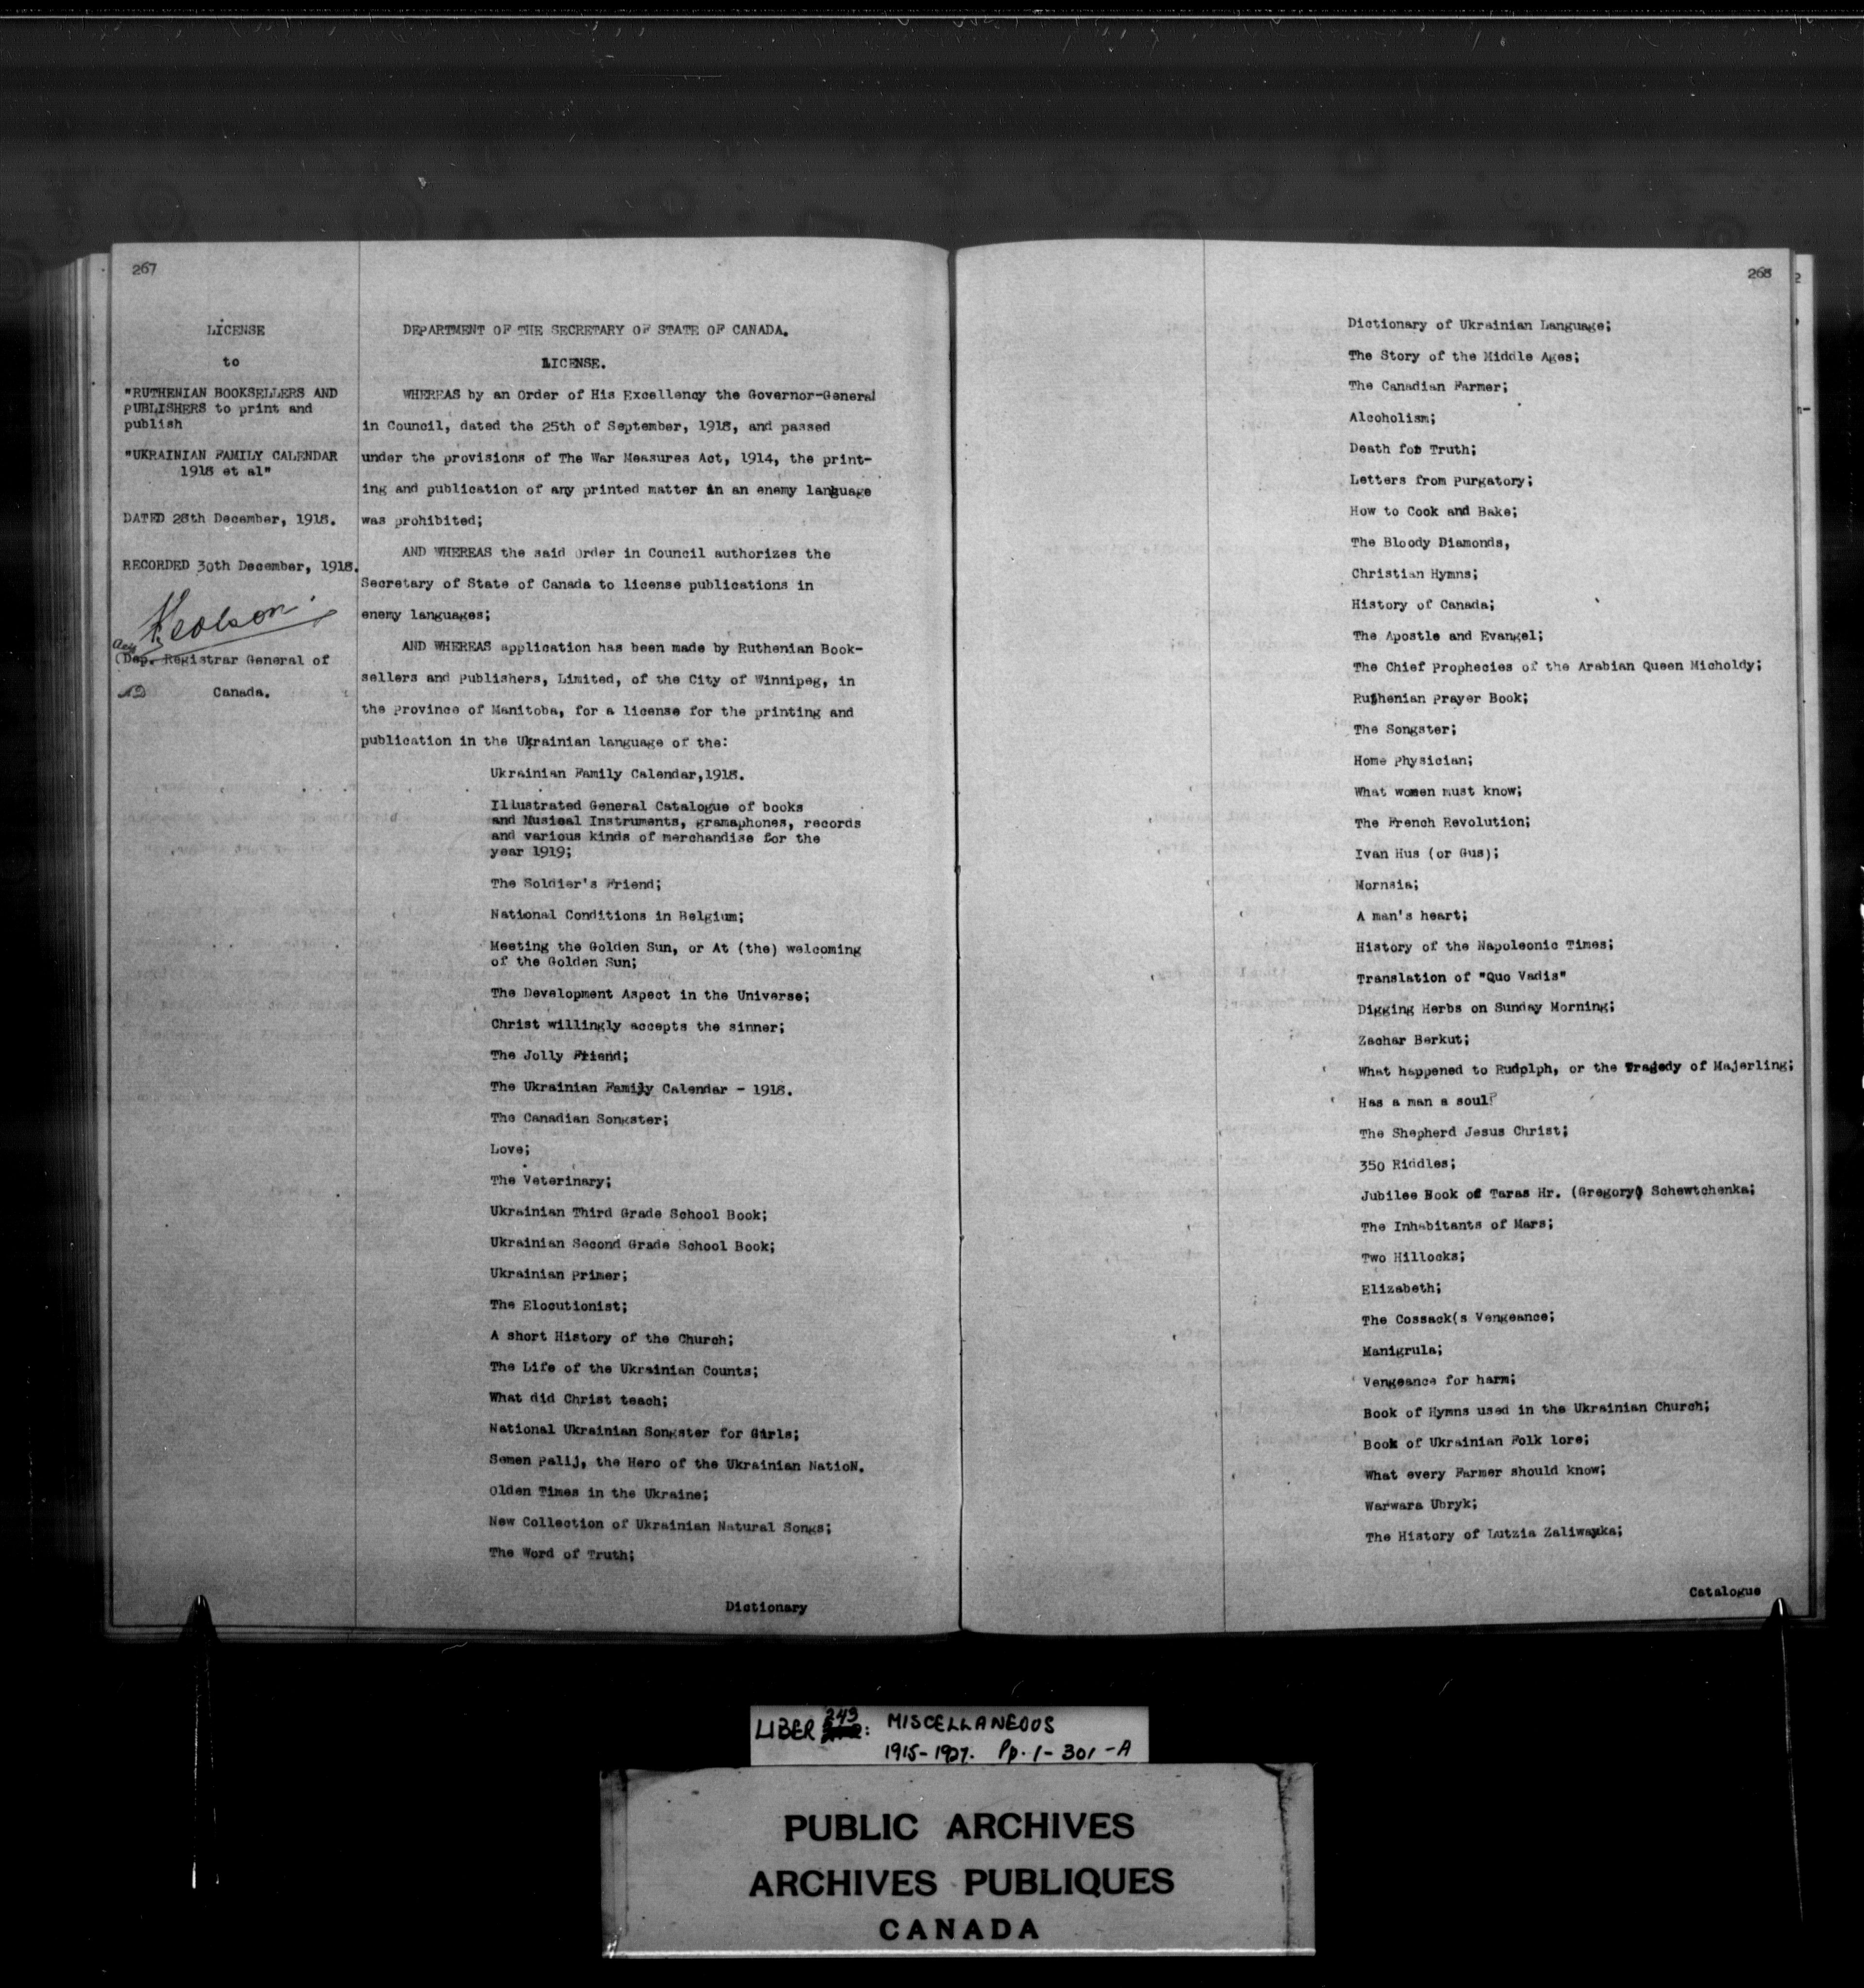 267
LICENSE
to
"RUTHENIAN BOOKSELLERS AND
PUBLISHERS to print and
publish
"UKRAINIAN FAMILY CALENDAR
1918 et al"
DATED 28th December, 1918.
RECORDED 30th December, 1918.
(Dep. Registrar General of
Canada.
DEPARTMENT OF THE SECRETARY OF STATE OF CANADA.
LICENSE.
WHEREAS by an Order of His Excellency the Governor-General
in Council, dated the 25th of September, 1918, and passed
under the provisions of The War Measures Act, 1914, the print-
ing and publication of any printed matter in an enemy language
was prohibited;
AND WHEREAS the said Order in Council authorizes the
Secretary of State of Canada to license publications in
enemy languages;
AND WHEREAS application has been made by Ruthenian Book-
sellers and Publishers, Limited, of the City of Winnipeg, in
the Province of Manitoba, for a license for the printing and
publication in the Ukrainian language of the:
Ukrainian Family Calendar,1918.
Illustrated General Catalogue of books
and Musical Instruments, gramaphones, records
and various kinds of merchandise for the
year 1919;
The Soldier's Friend;
National Conditions in Belgium;
Meeting the Golden Sun, or At (the) welcoming
of the Golden Sun;
The Development Aspect in the Universe;
Christ willingly accepts the sinner;
The Jolly Friend;
The Ukrainian Family Calendar - 1918.
The Canadian Songster;
Love;
The Veterinary;
Ukrainian Third Grade School Book;
Ukrainian Second Grade School Book;
Ukrainian Primer;
The Elocutionist;
A short History of the Church;
The Life of the Ukrainian Counts;
What did Christ teach;
National Ukrainian Songster for Girls;
Semen Palij, the Hero of the Ukrainian NatioN.
Olden Times in the Ukraine;
New Collection of Ukrainian Natural Songs;
The Word of Truth;
Dictionary
268
Dictionary of Ukrainian Language;
The Story of the Middle Ages;
The Canadian Farmer;
Alcoholism;
Death for Truth;
Letters from Purgatory;
How to Cook and Bake;
The Bloody Diamonds,
Christian Hymns;
History of Canada;
The Apostle and Evangel;
The Chief Prophecies of the Arabian Queen Micholdy;
Ruthenian Prayer Book;
The Songster;
Home Physician;
What women must know;
The French Revolution;
Ivan Hus (or Gus);
Mornsia;
A man's heart;
History of the Napoleonic Times;
Translation of "Quo Vadis"
Digging Herbs on Sunday Morning;
Zachar Berkut;
What happened to Rudolph, or the Tragedy of Majerling;
Has a man a soul?
The Shepherd Jesus Christ;
350 Riddles;
Jubilee Book of Taras Hr. (Gregory) Schewtchenka;
The Inhabitants of Mars;
Two Hillocks;
Elizabeth;
The Cossack(s Vengeance;
Manigrula;
Vengeance for harm;
Book of Hymns used in the Ukrainian Church;
Book of Ukrainian Folk lore;
What every Farmer should know;
Warwara Ubryk;
The History of Lutzia Zaliwayka;
Catalogue
LIBER 243: MISCELLANEOUS
1915-1927. Pp. 1-301-A
PUBLIC ARCHIVES
ARCHIVES PUBLIQUES
CANADA